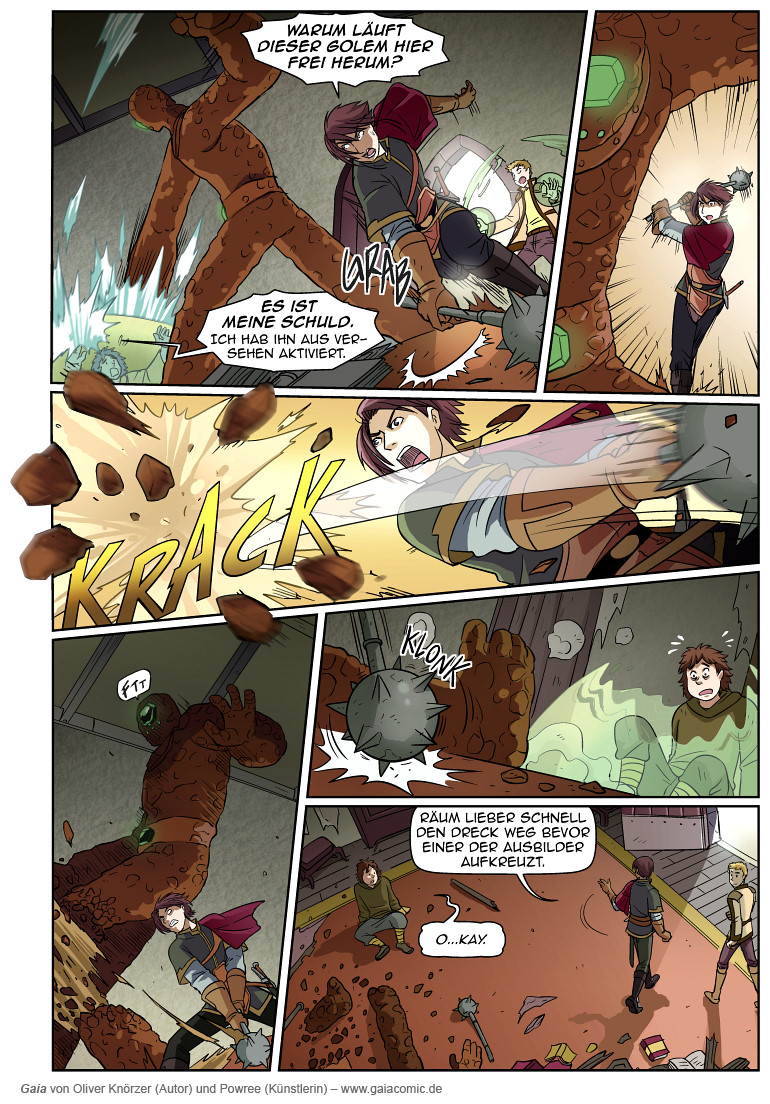 WARUM LÄUFT
DIESER GOLEM HIER
FREI HERUM?
GRAB
ES IST
MEINE SCHULD.
ICH HAB IHN AUS VER-
SEHEN AKTIVIERT.
KRACK
FTT
KLONK
RÄUM LIEBER SCHNELL
DEN DRECK WEG BEVOR
EINER DER AUSBILDER
AUFKREUZT.
O...KAY.
Gaia von Oliver Knörzer (Autor) und Powree (Künstlerin) – www.gaiacomic.de